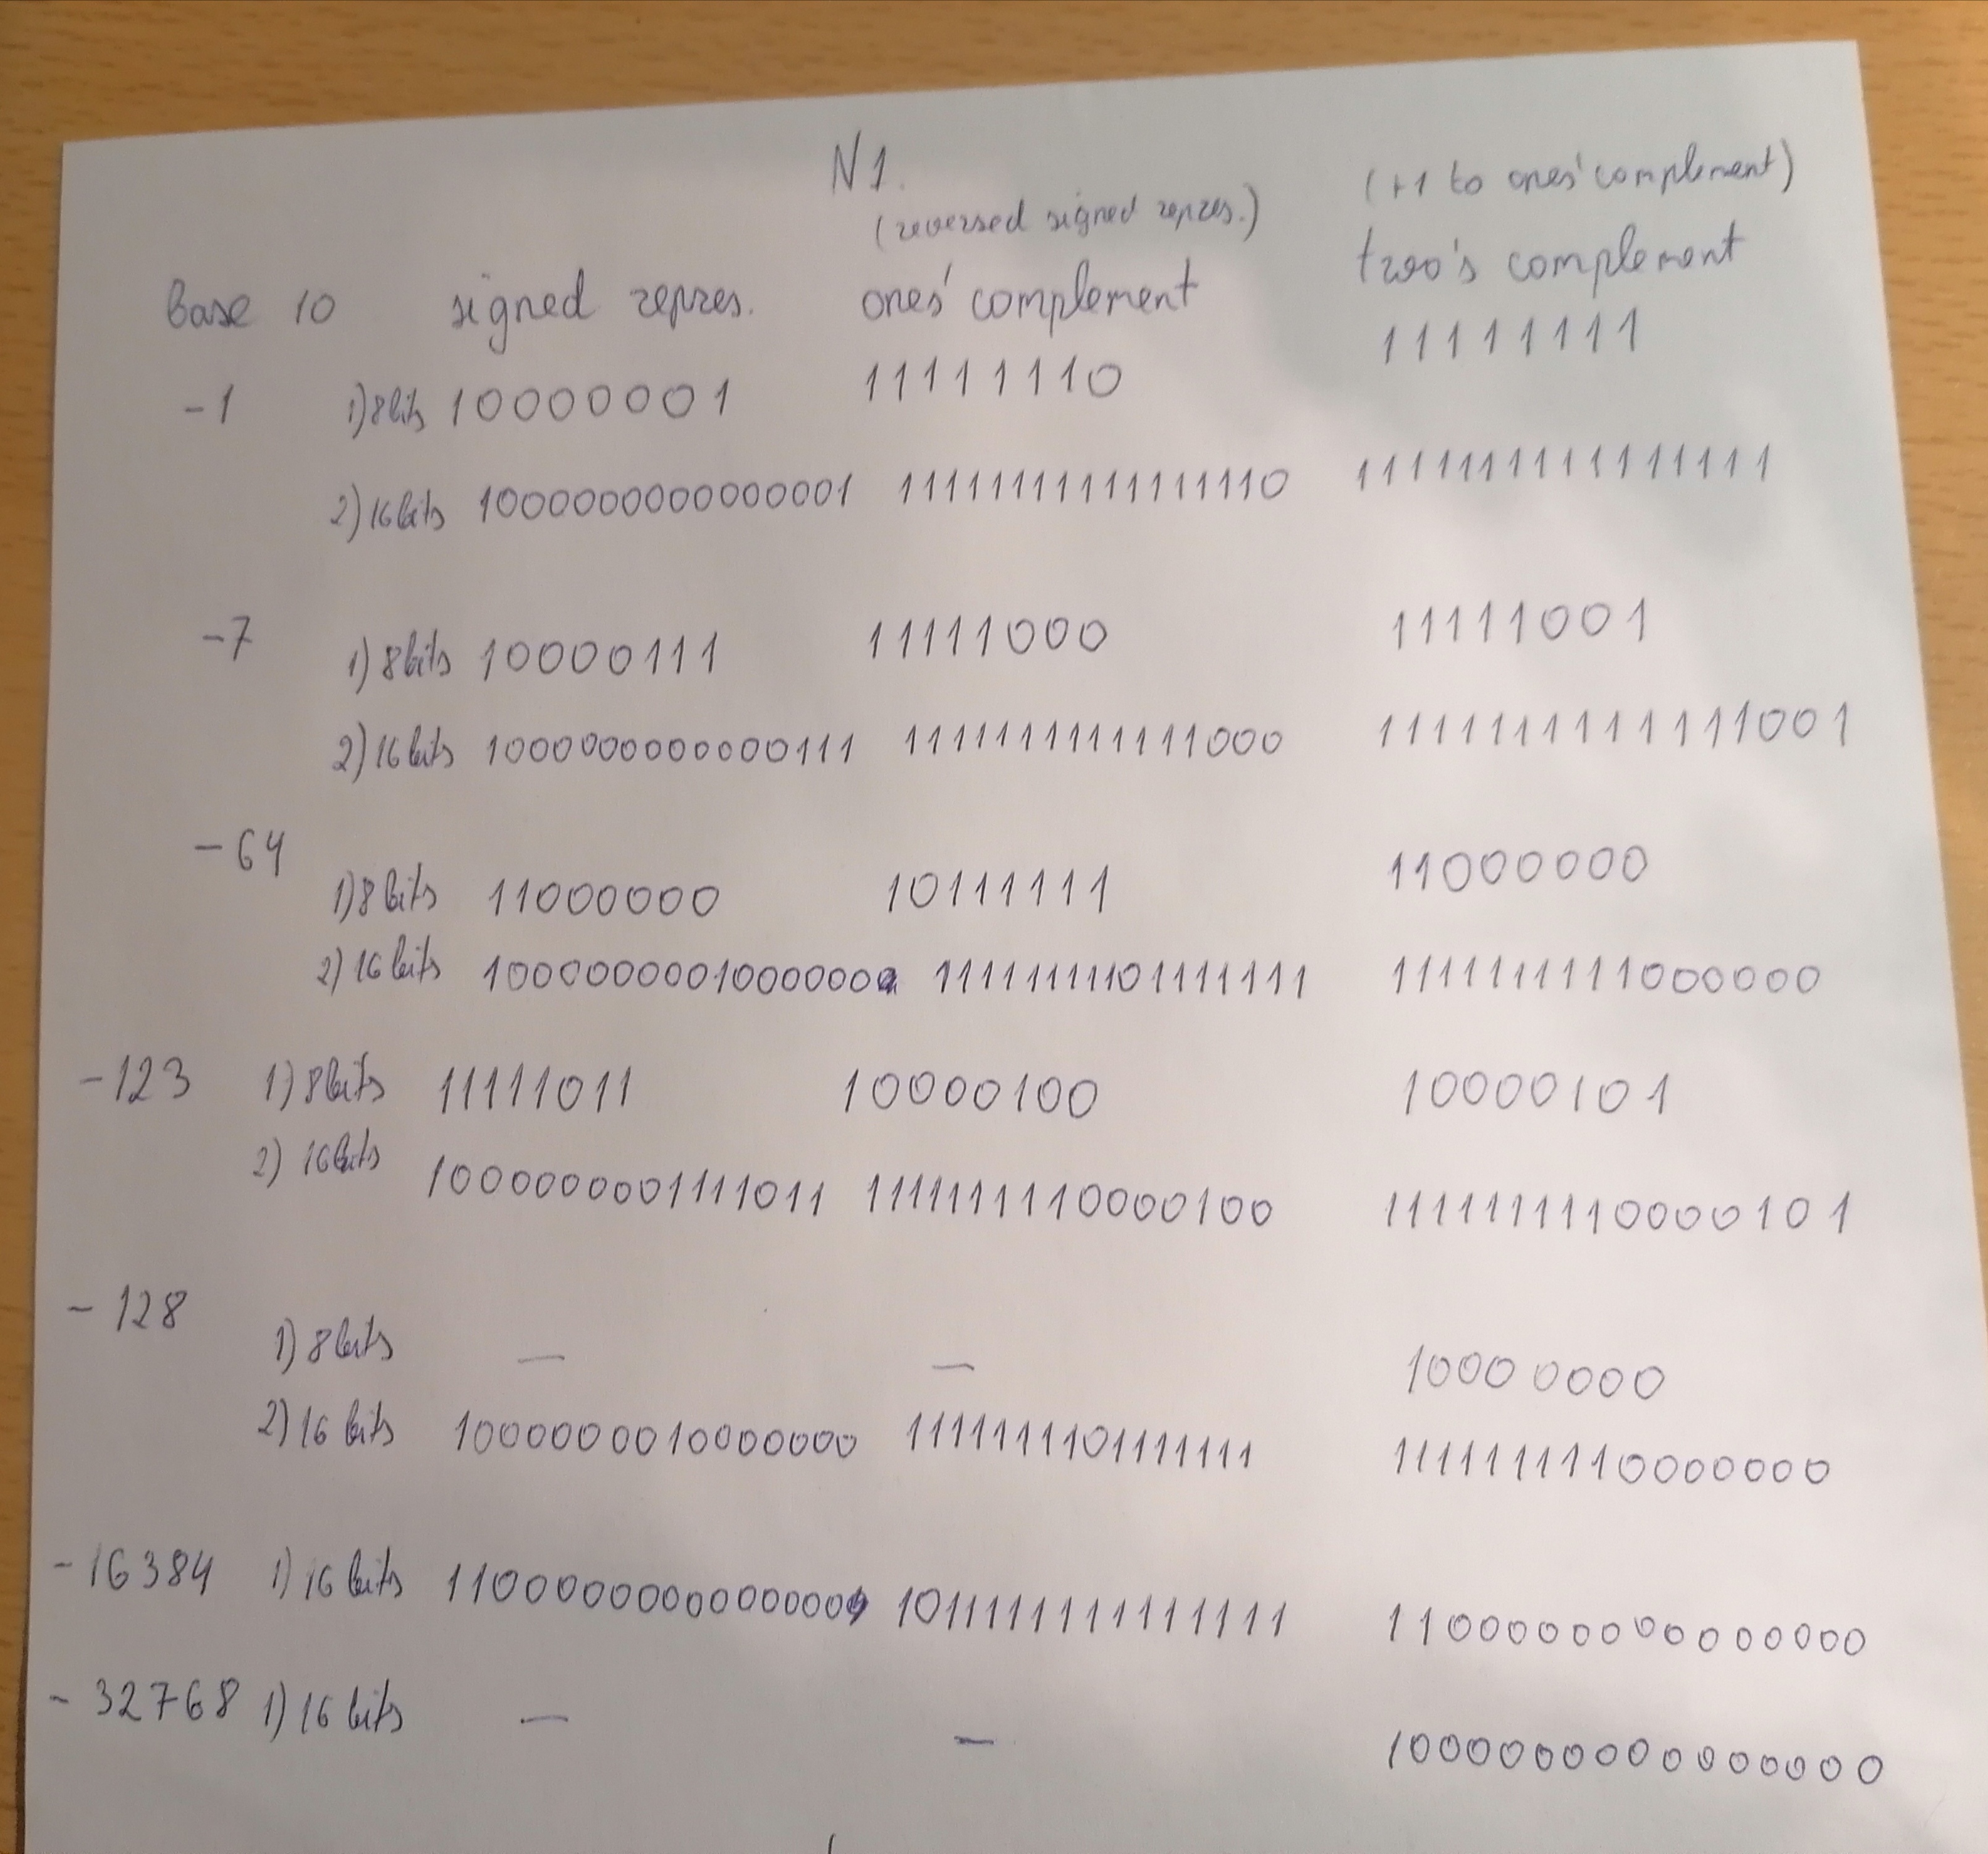 N1.
(reversed signed repres.) (+1 to ones' complement)
Base 10 signed repres. ones' complement two's complement
-1 1) 8 bits 10000001 11111110 11111111
2) 16 bits 1000000000000001 1111111111111110 1111111111111111
-7 1) 8 bits 10000111 11111000 11111001
2) 16 bits 1000000000000111 1111111111111000 1111111111111001
-64
1) 8 bits 11000000 10111111 11000000
2) 16 bits 1000000001000000 1111111110111111 1111111111000000
-123 1) 8 bits 11111011 10000100 10000101
2) 16 bits 1000000001111011 1111111110000100 1111111110000101
-128
1) 8 bits — — 10000000
2) 16 bits 1000000010000000 1111111101111111 1111111110000000
-16384 1) 16 bits 1100000000000000 1011111111111111 1100000000000000
-32768 1) 16 bits — — 1000000000000000